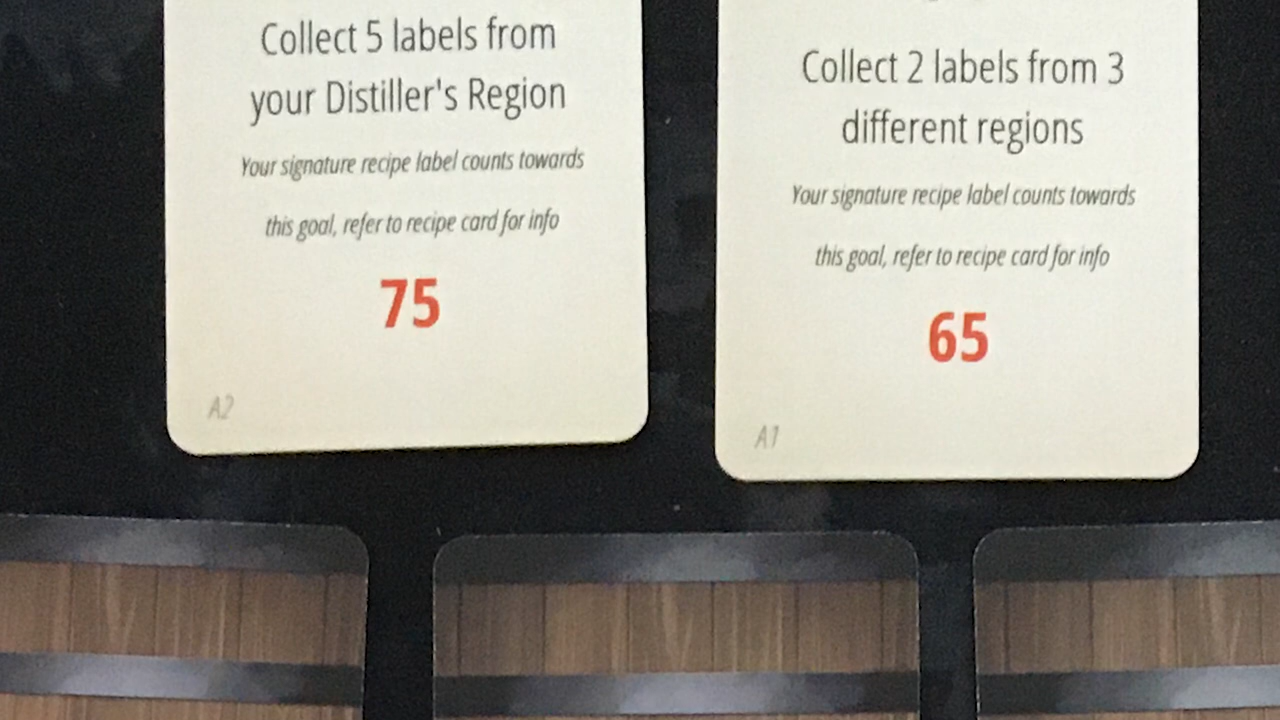 Collect 5 labels from
your Distiller's Region
Your signature recipe label counts towards
this goal, refer to recipe card for info
75
A2
Collect 2 labels from 3
different regions
Your signature recipe label counts towards
this goal, refer to recipe card for info
65
A1